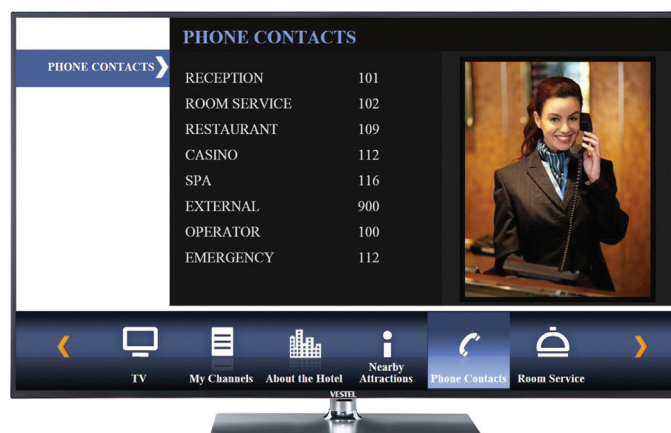 PHONE CONTACTS
PHONE CONTACTS
RECEPTION 101
ROOM SERVICE 102
RESTAURANT 109
CASINO 112
SPA 116
EXTERNAL 900
OPERATOR 100
EMERGENCY 112
TV
My Channels
About the Hotel
Nearby
Attractions
Phone Contacts
Room Service
VESTEL